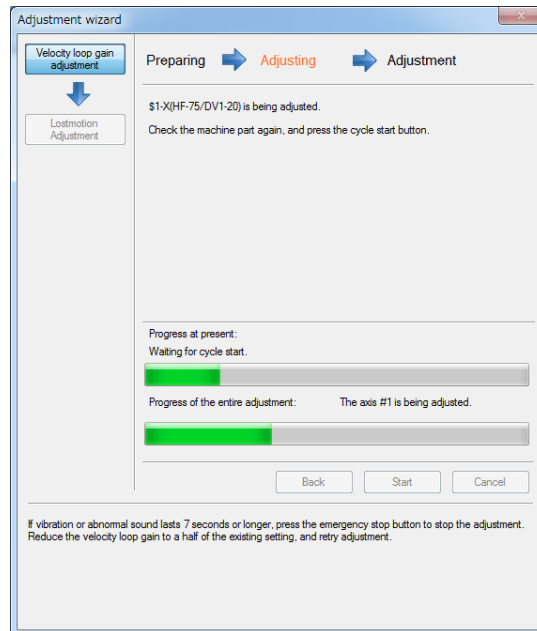 Adjustment wizard
Velocity loop gain
adjustment
Lostmotion
Adjustment
Preparing Adjusting Adjustment
$1-X(HF-75/DV1-20) is being adjusted.
Check the machine part again, and press the cycle start button.
Progress at present:
Waiting for cycle start.
Progress of the entire adjustment: The axis #1 is being adjusted.
Back Start Cancel
If vibration or abnormal sound lasts 7 seconds or longer, press the emergency stop button to stop the adjustment.
Reduce the velocity loop gain to a half of the existing setting, and retry adjustment.